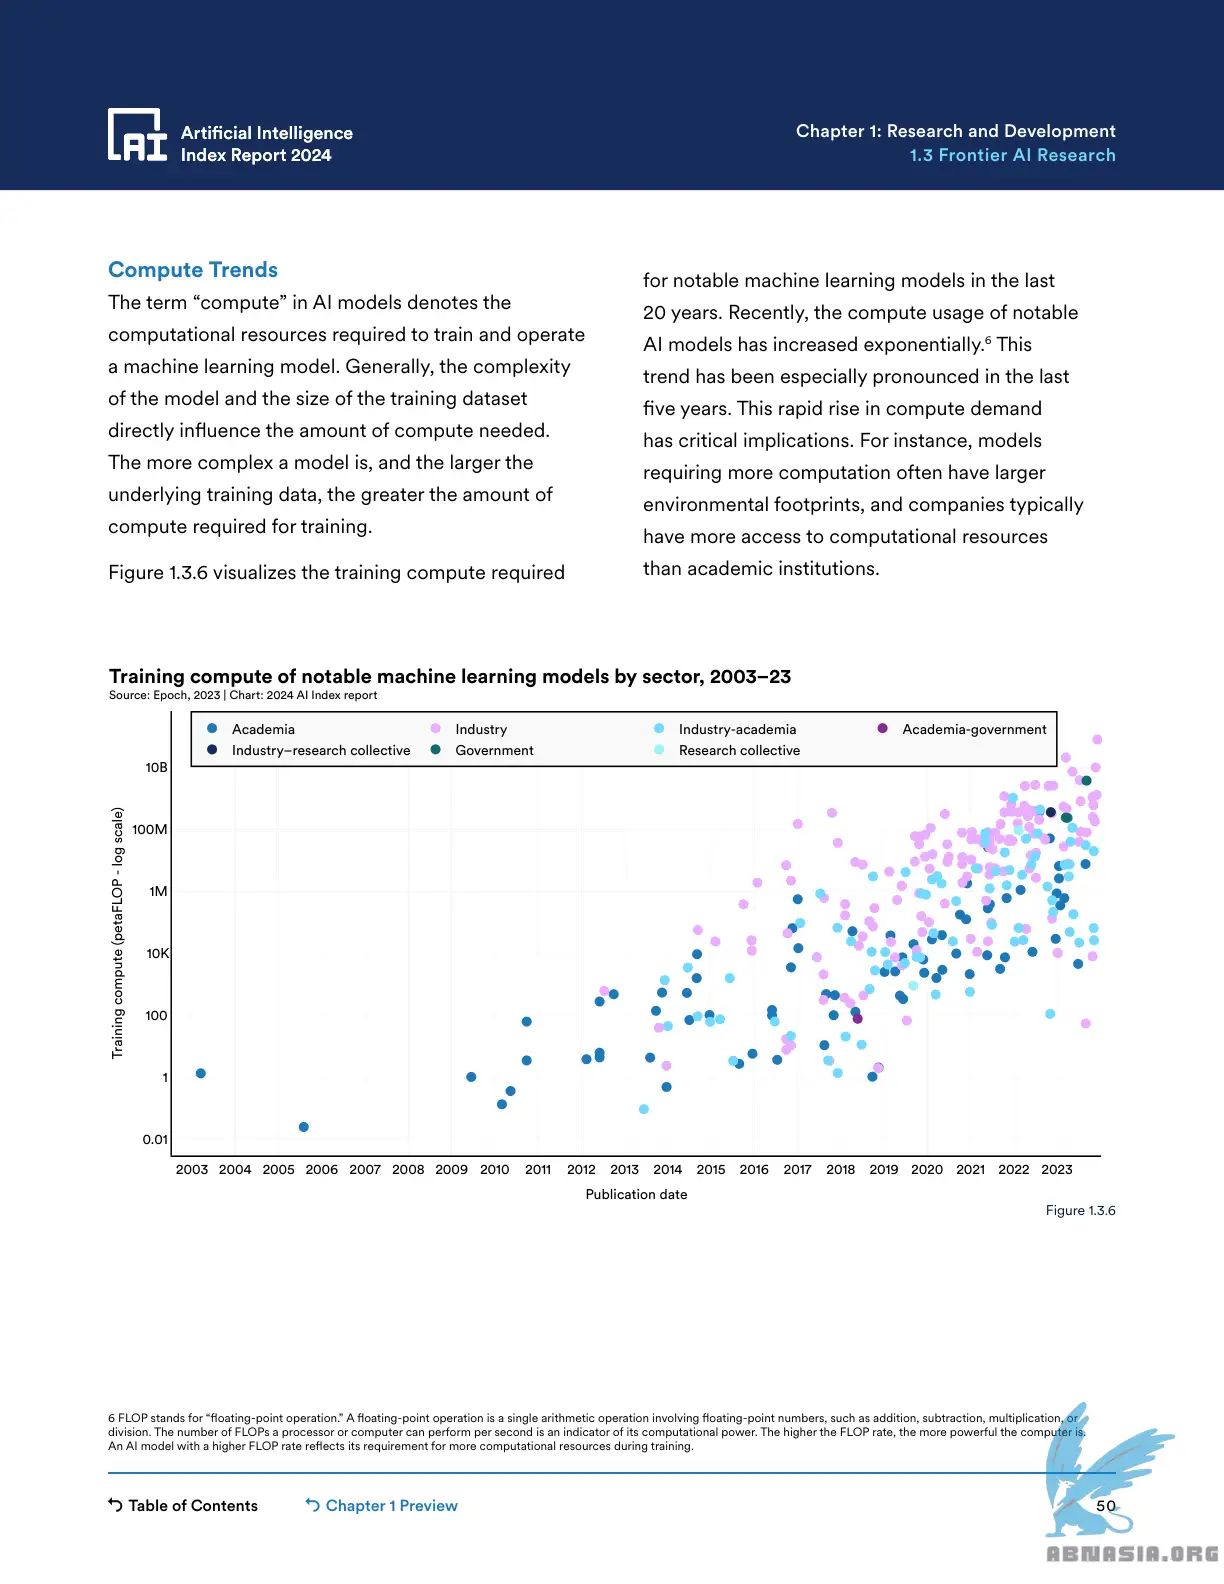 Artificial Intelligence
Index Report 2024
Chapter 1: Research and Development
1.3 Frontier AI Research
Compute Trends
The term “compute” in AI models denotes the
computational resources required to train and operate
a machine learning model. Generally, the complexity
of the model and the size of the training dataset
directly influence the amount of compute needed.
The more complex a model is, and the larger the
underlying training data, the greater the amount of
compute required for training.
Figure 1.3.6 visualizes the training compute required
for notable machine learning models in the last
20 years. Recently, the compute usage of notable
AI models has increased exponentially.⁶ This
trend has been especially pronounced in the last
five years. This rapid rise in compute demand
has critical implications. For instance, models
requiring more computation often have larger
environmental footprints, and companies typically
have more access to computational resources
than academic institutions.
Training compute of notable machine learning models by sector, 2003–23
Source: Epoch, 2023 | Chart: 2024 AI Index report
Academia Industry Industry-academia Academia-government
Industry–research collective Government Research collective
10B
100M
1M
10K
100
1
0.01
Training compute (petaFLOP - log scale)
2003 2004 2005 2006 2007 2008 2009 2010 2011 2012 2013 2014 2015 2016 2017 2018 2019 2020 2021 2022 2023
Publication date
Figure 1.3.6
6 FLOP stands for “floating-point operation.” A floating-point operation is a single arithmetic operation involving floating-point numbers, such as addition, subtraction, multiplication, or
division. The number of FLOPs a processor or computer can perform per second is an indicator of its computational power. The higher the FLOP rate, the more powerful the computer is.
An AI model with a higher FLOP rate reflects its requirement for more computational resources during training.
Table of Contents
Chapter 1 Preview
50
ABNASIA.ORG